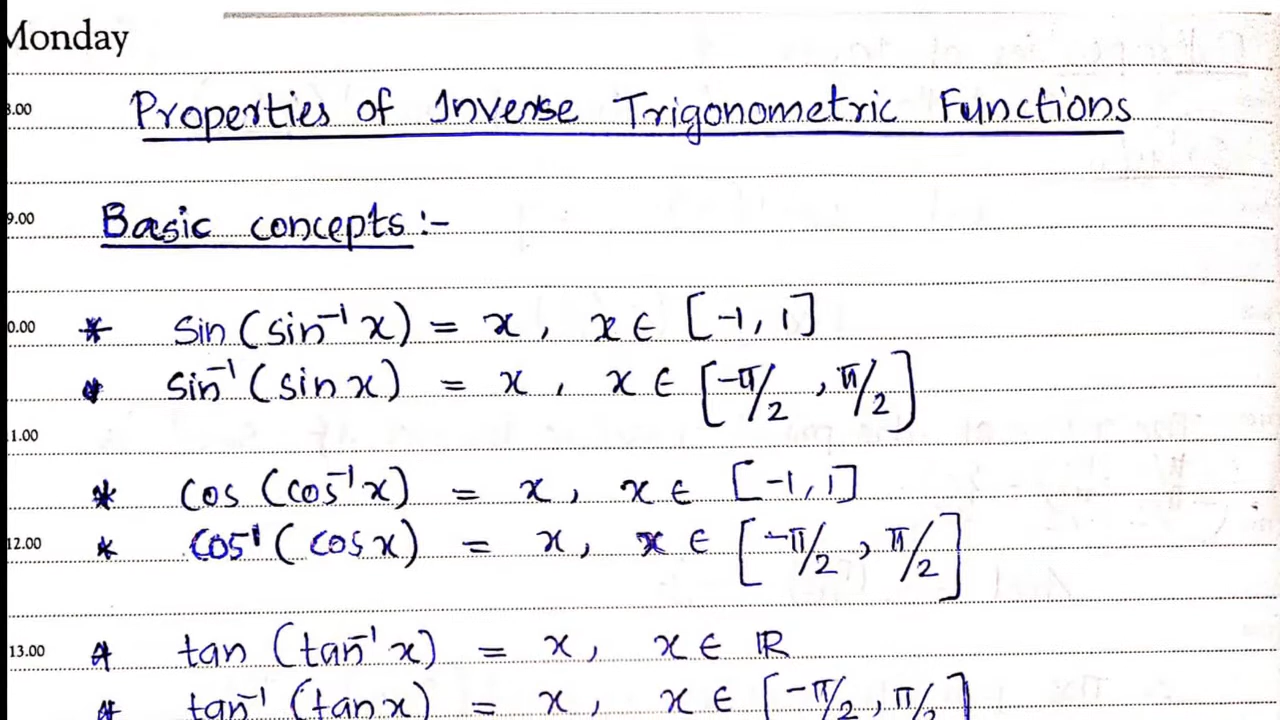 Monday
8.00
Properties of Inverse Trigonometric Functions
9.00
Basic concepts :-
0.00 * sin (sin⁻¹ x) = x , x ∈ [-1, 1]
* sin⁻¹ (sin x) = x , x ∈ [-π/2 , π/2]
1.00
* cos (cos⁻¹ x) = x , x ∈ [-1, 1]
12.00 * cos⁻¹ ( cos x) = x , x ∈ [-π/2 , π/2]
13.00 * tan (tan⁻¹ x) = x , x ∈ ℝ
* tan⁻¹ (tan x) = x , x ∈ [-π/2 , π/2]